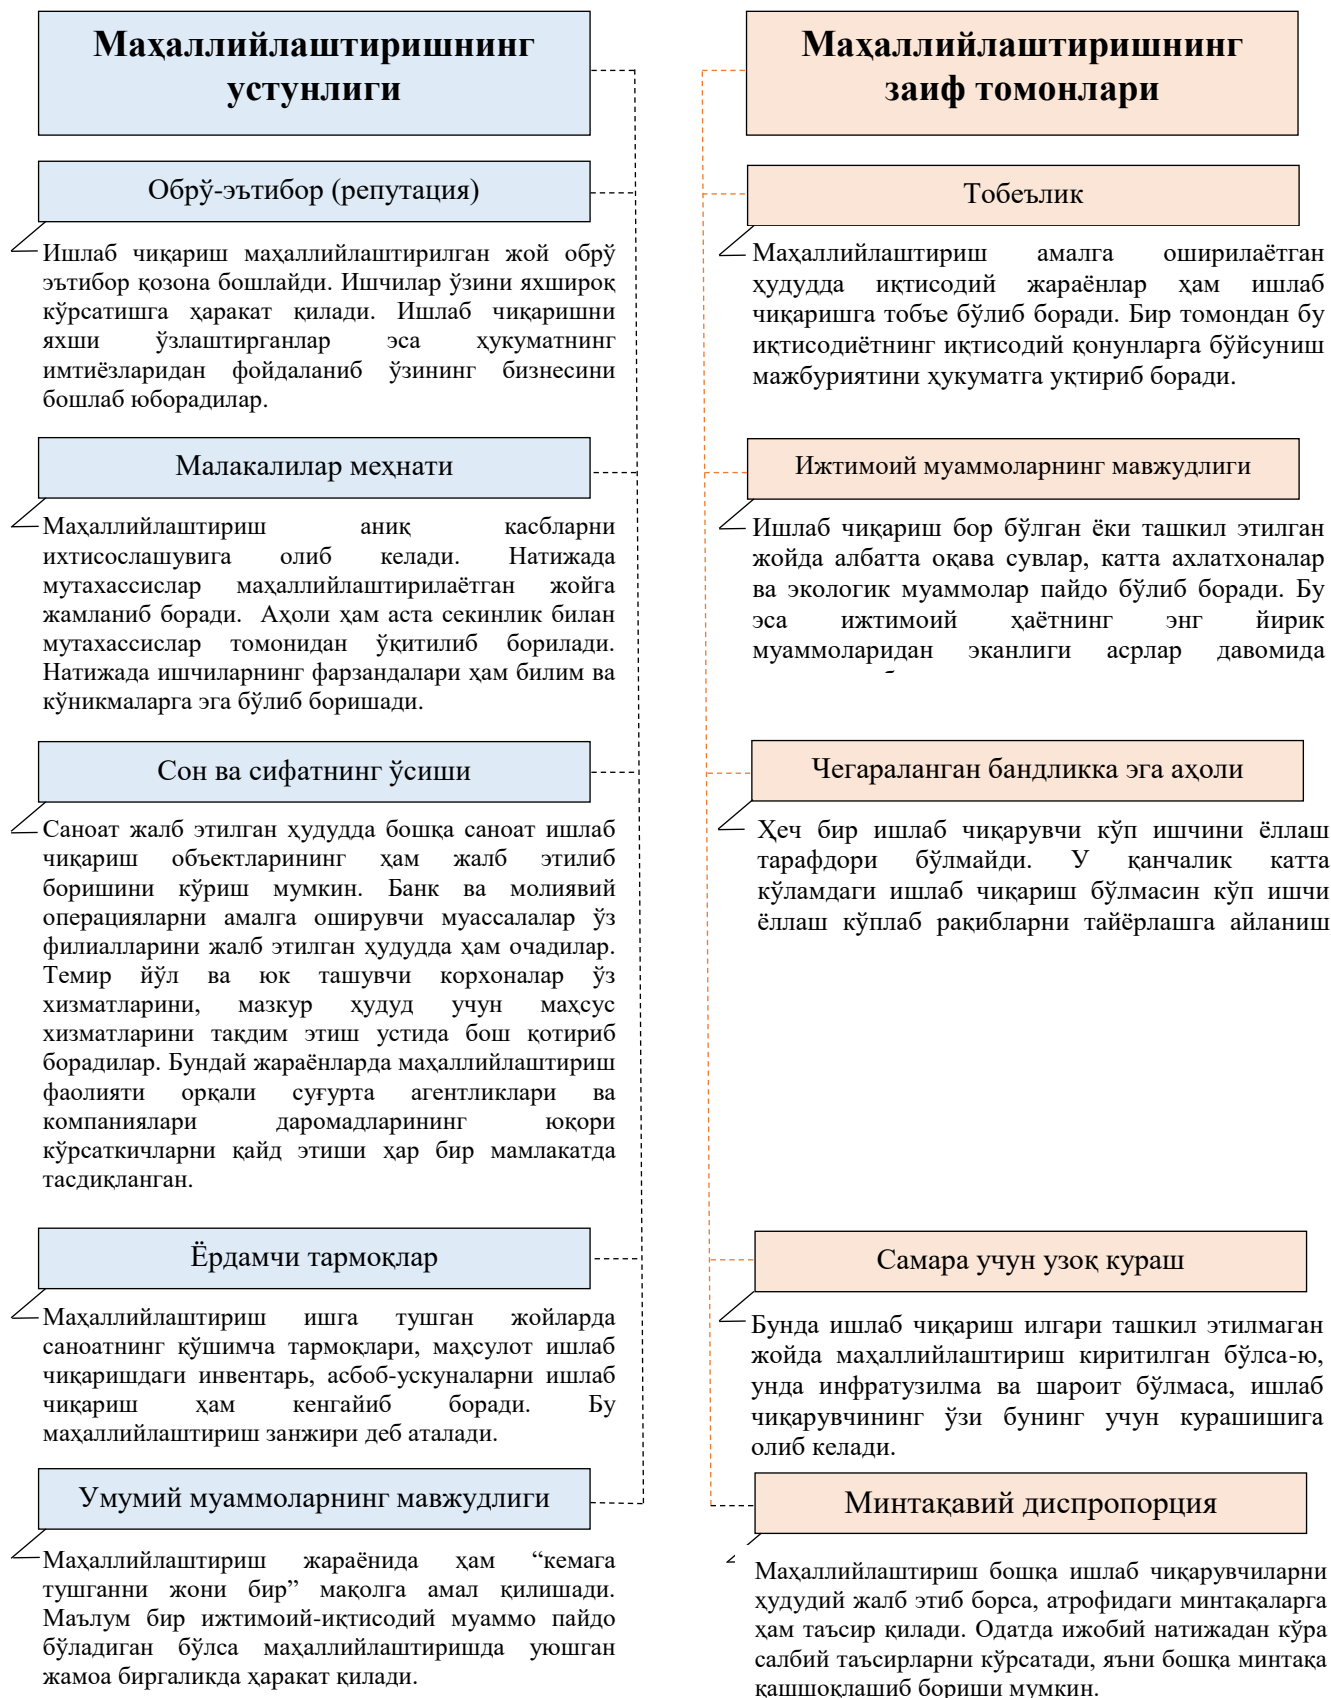 Маҳаллийлаштиришнинг
устунлиги
Обрў-эътибор (репутация)
Ишлаб чиқариш маҳаллийлаштирилган жой обрў
эътибор қозона бошлайди. Ишчилар ўзини яхшироқ
кўрсатишга ҳаракат қилади. Ишлаб чиқаришни
яхши ўзлаштирганлар эса ҳукуматнинг
имтиёзларидан фойдаланиб ўзининг бизнесини
бошлаб юборадилар.
Малакалилар меҳнати
Маҳаллийлаштириш аниқ касбларни
ихтисослашувига олиб келади. Натижада
мутахассислар маҳаллийлаштирилаётган жойга
жамланиб боради. Аҳоли ҳам аста секинлик билан
мутахассислар томонидан ўқитилиб борилади.
Натижада ишчиларнинг фарзандалари ҳам билим ва
кўникмаларга эга бўлиб боришади.
Сон ва сифатнинг ўсиши
Саноат жалб этилган ҳудудда бошқа саноат ишлаб
чиқариш объектларининг ҳам жалб этилиб
боришини кўриш мумкин. Банк ва молиявий
операцияларни амалга оширувчи муассалалар ўз
филиалларини жалб этилган ҳудудда ҳам очадилар.
Темир йўл ва юк ташувчи корхоналар ўз
хизматларини, мазкур ҳудуд учун маҳсус
хизматларини тақдим этиш устида бош қотириб
борадилар. Бундай жараёнларда маҳаллийлаштириш
фаолияти орқали суғурта агентликлари ва
компаниялари даромадларининг юқори
кўрсаткичларни қайд этиши ҳар бир мамлакатда
тасдиқланган.
Ёрдамчи тармоқлар
Маҳаллийлаштириш ишга тушган жойларда
саноатнинг қўшимча тармоқлари, маҳсулот ишлаб
чиқаришдаги инвентарь, асбоб-ускуналарни ишлаб
чиқариш ҳам кенгайиб боради. Бу
маҳаллийлаштириш занжири деб аталади.
Умумий муаммоларнинг мавжудлиги
Маҳаллийлаштириш жараёнида ҳам “кемага
тушганни жони бир” мақолга амал қилишади.
Маълум бир ижтимоий-иқтисодий муаммо пайдо
бўладиган бўлса маҳаллийлаштиришда уюшган
жамоа биргаликда ҳаракат қилади.
Маҳаллийлаштиришнинг
заиф томонлари
Тобеълик
Маҳаллийлаштириш амалга оширилаётган
ҳудудда иқтисодий жараёнлар ҳам ишлаб
чиқаришга тобъе бўлиб боради. Бир томондан бу
иқтисодиётнинг иқтисодий қонунларга бўйсуниш
мажбуриятини ҳукуматга уқтириб боради.
Ижтимоий муаммоларнинг мавжудлиги
Ишлаб чиқариш бор бўлган ёки ташкил этилган
жойда албатта оқава сувлар, катта ахлатхоналар
ва экологик муаммолар пайдо бўлиб боради. Бу
эса ижтимоий ҳаётнинг энг йирик
муаммоларидан эканлиги асрлар давомида
Чегараланган бандликка эга аҳоли
Ҳеч бир ишлаб чиқарувчи кўп ишчини ёллаш
тарафдори бўлмайди. У қанчалик катта
кўламдаги ишлаб чиқариш бўлмасин кўп ишчи
ёллаш кўплаб рақибларни тайёрлашга айланиш
Самара учун узоқ кураш
Бунда ишлаб чиқариш илгари ташкил этилмаган
жойда маҳаллийлаштириш киритилган бўлса-ю,
унда инфратузилма ва шароит бўлмаса, ишлаб
чиқарувчининг ўзи бунинг учун курашишига
олиб келади.
Минтақавий диспропорция
Маҳаллийлаштириш бошқа ишлаб чиқарувчиларни
ҳудудий жалб этиб борса, атрофидаги минтақаларга
ҳам таъсир қилади. Одатда ижобий натижадан кўра
салбий таъсирларни кўрсатади, яъни бошқа минтақа
қашшоқлашиб бориши мумкин.